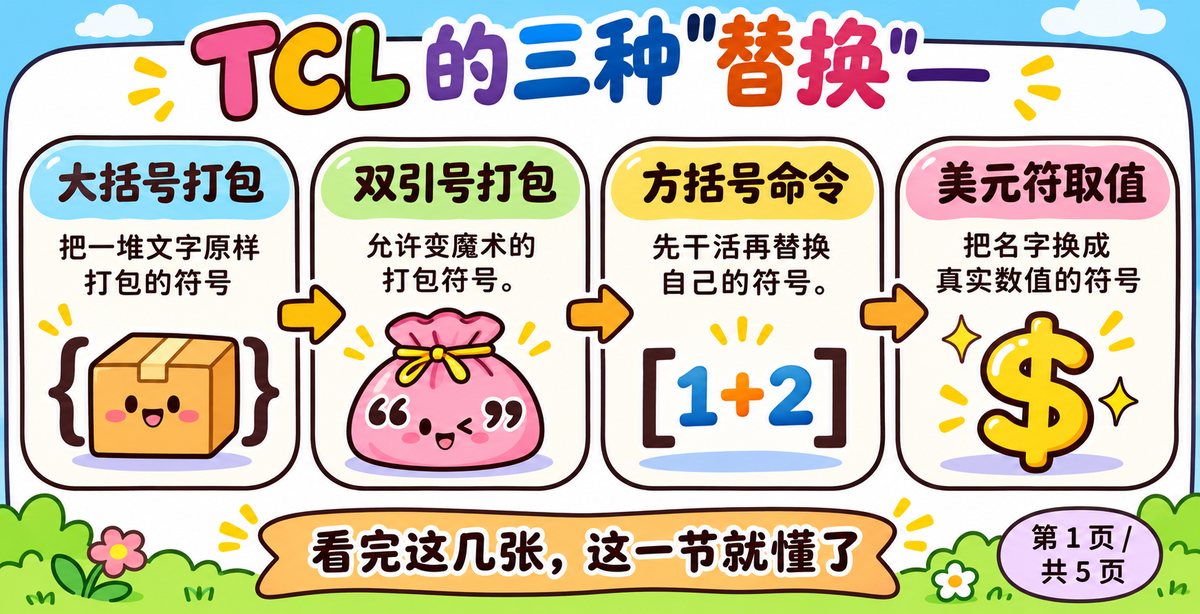 TCL 的三种"替换"—
大括号打包
把一堆文字原样
打包的符号
{ }
双引号打包
允许变魔术的
打包符号。
“ ”
方括号命令
先干活再替换
自己的符号。
[1+2]
美元符取值
把名字换成
真实数值的符号
$
看完这几张，这一节就懂了
第 1 页 /
共 5 页